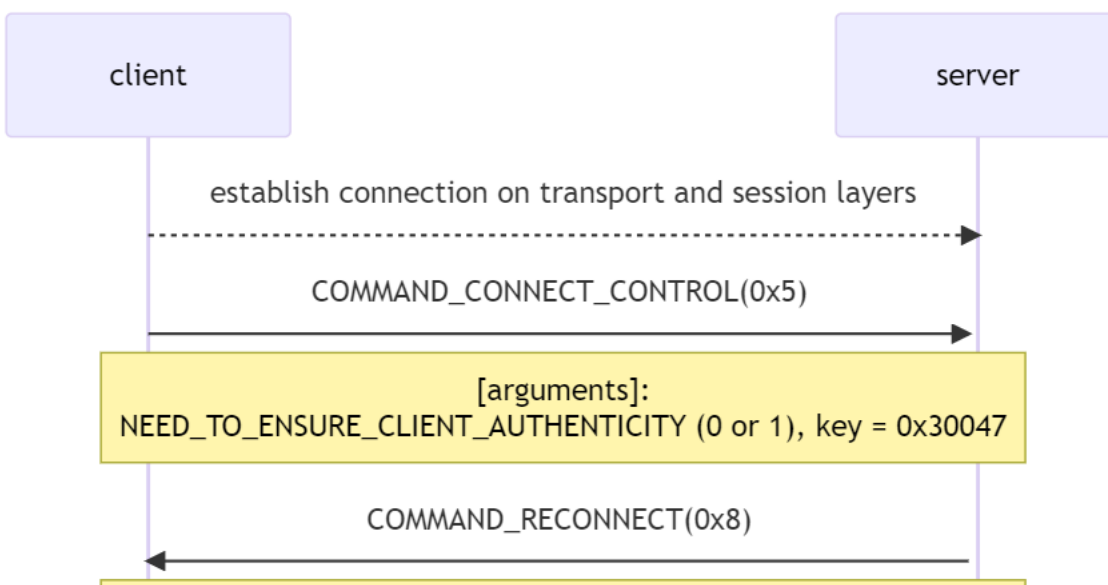 client
server
establish connection on transport and session layers
COMMAND_CONNECT_CONTROL(0x5)
[arguments]:
NEED_TO_ENSURE_CLIENT_AUTHENTICITY (0 or 1), key = 0x30047
COMMAND_RECONNECT(0x8)